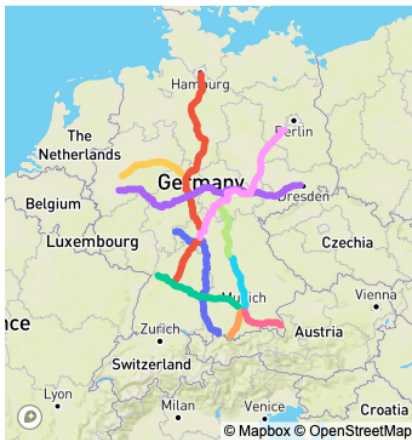 Hamburg
Berlin
The
Netherlands
Germany
Dresden
Belgium
Luxembourg
Czechia
Munich
Vienna
Zurich
Austria
Switzerland
Lyon
Milan
Venice
Croatia
© Mapbox © OpenStreetMap